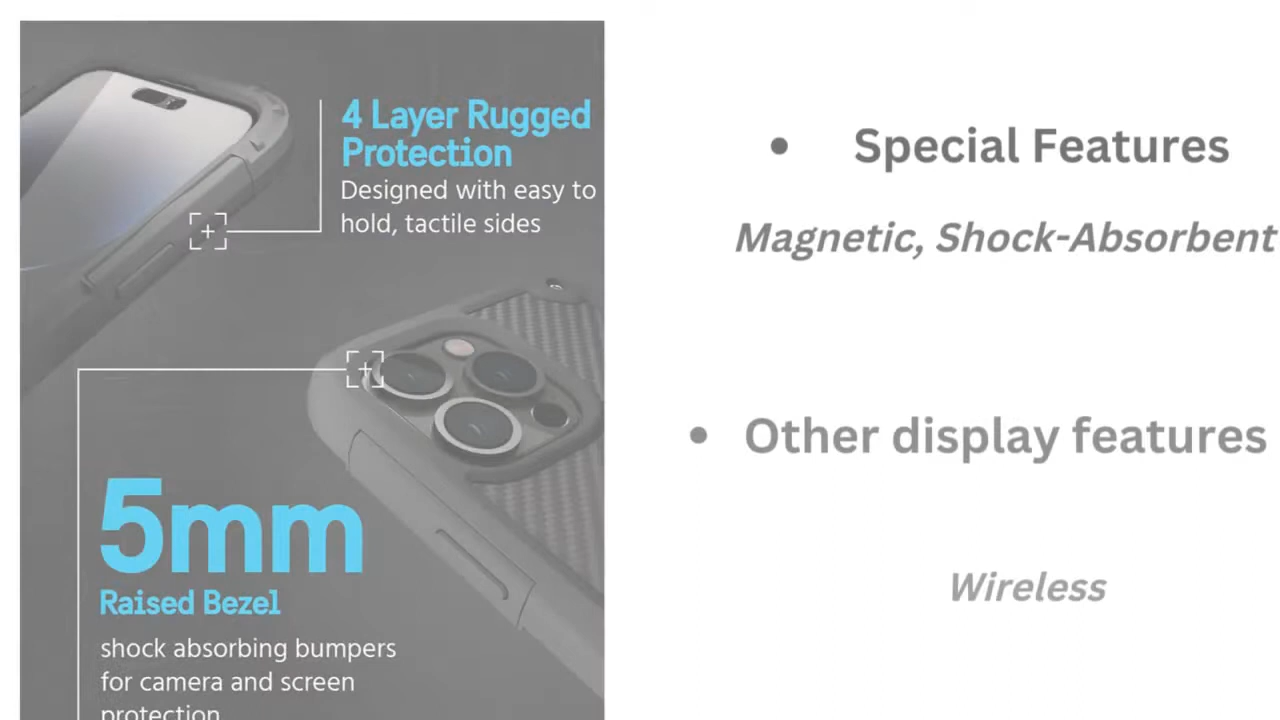 4 Layer Rugged
Protection
Designed with easy to
hold, tactile sides
5mm
Raised Bezel
shock absorbing bumpers
for camera and screen
protection
• Special Features
Magnetic, Shock-Absorbent
• Other display features
Wireless